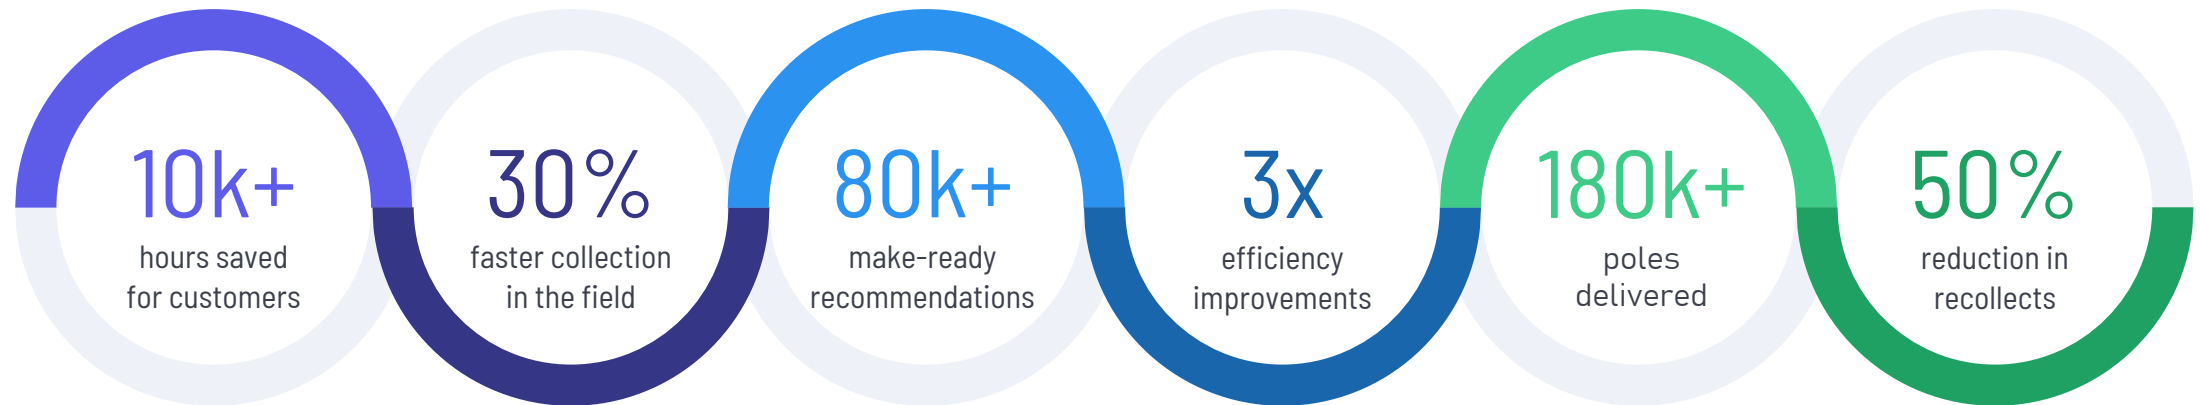 10k+
hours saved
for customers
30%
faster collection
in the field
80k+
make-ready
recommendations
3x
efficiency
improvements
180k+
poles
delivered
50%
reduction in
recollects